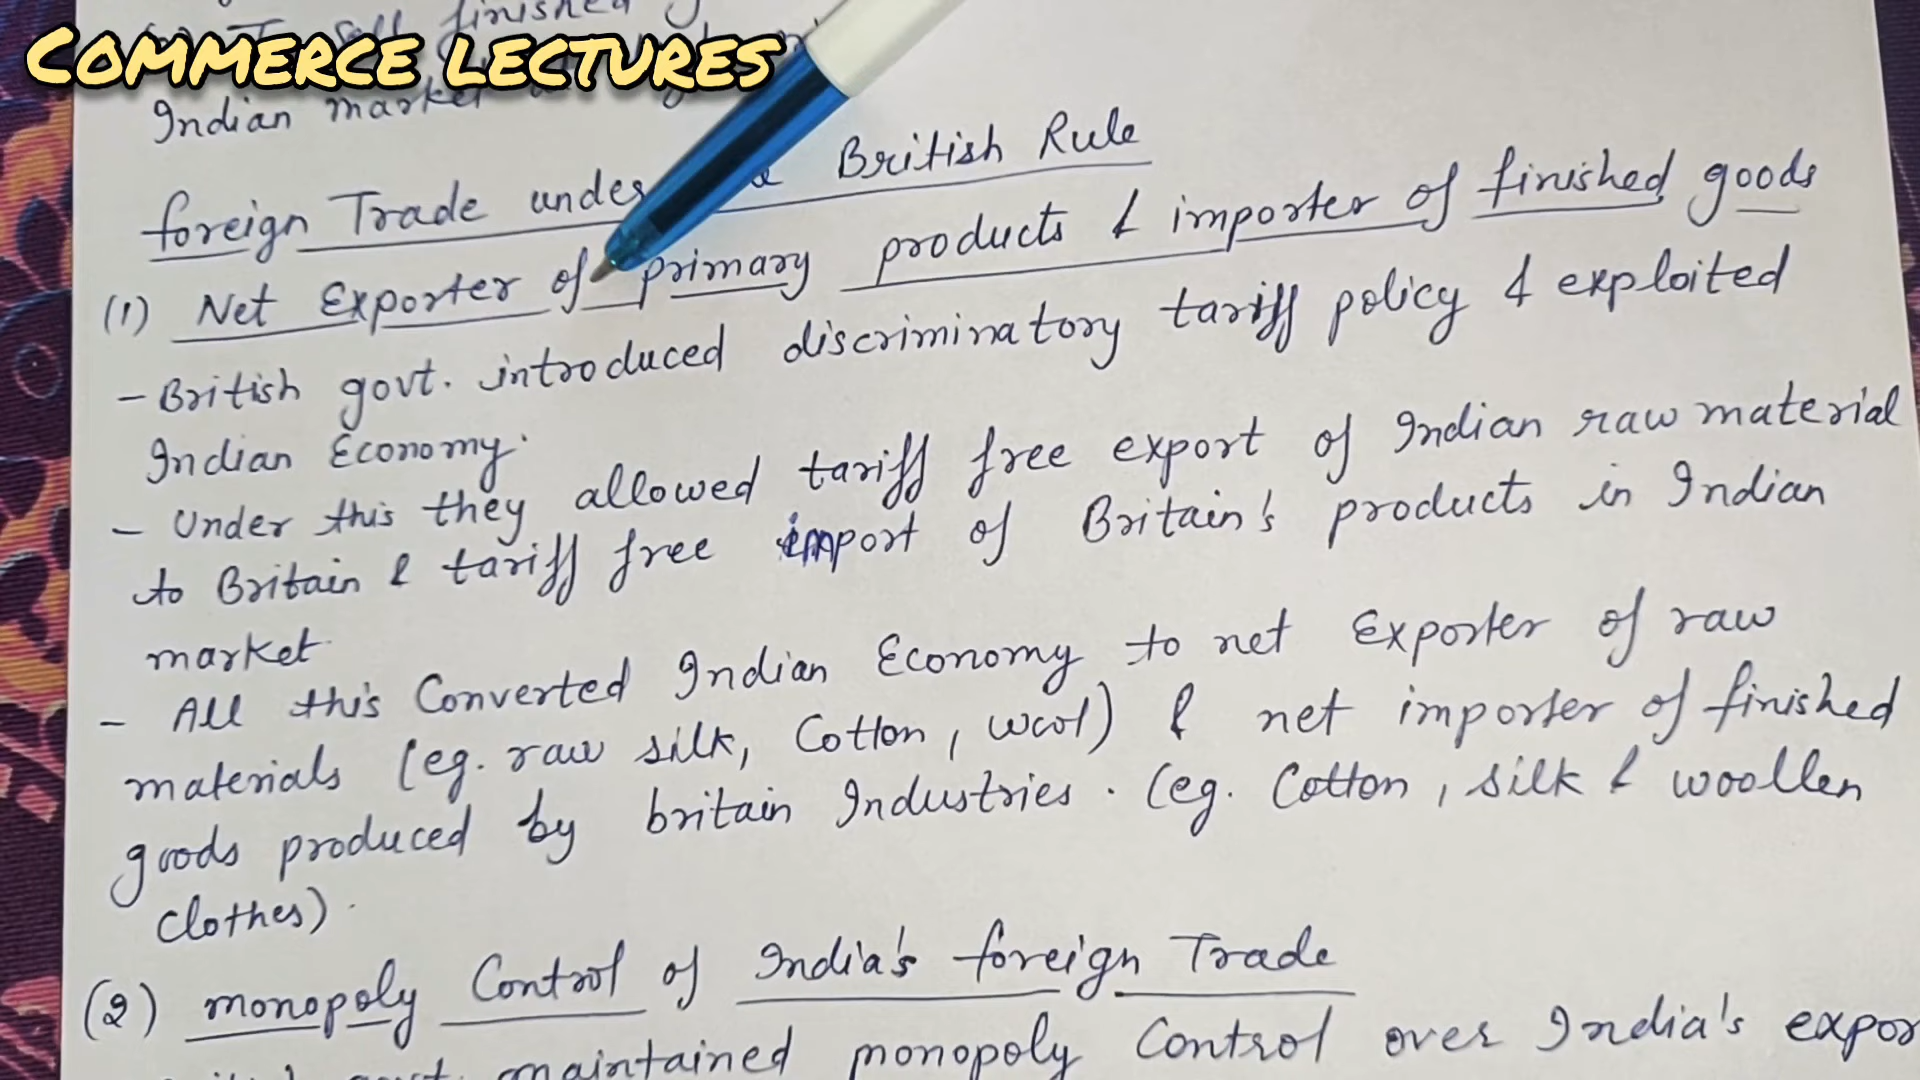 COMMERCE LECTURES
finished
Indian market
foreign Trade under British Rule
(1) Net Exporter of primary products & importer of finished goods
- British govt. introduced discriminatory tariff policy & exploited
Indian Economy.
- Under this they allowed tariff free export of Indian raw material
to Britain & tariff free import of Britain's products in Indian
market
- All this Converted Indian Economy to net Exporter of raw
materials (eg. raw silk, Cotton, wool) & net importer of finished
goods produced by britain Industries. (eg. Cotton, silk & woollen
clothes).
(2) monopoly Control of India's foreign Trade
maintained monopoly Control over India's expor